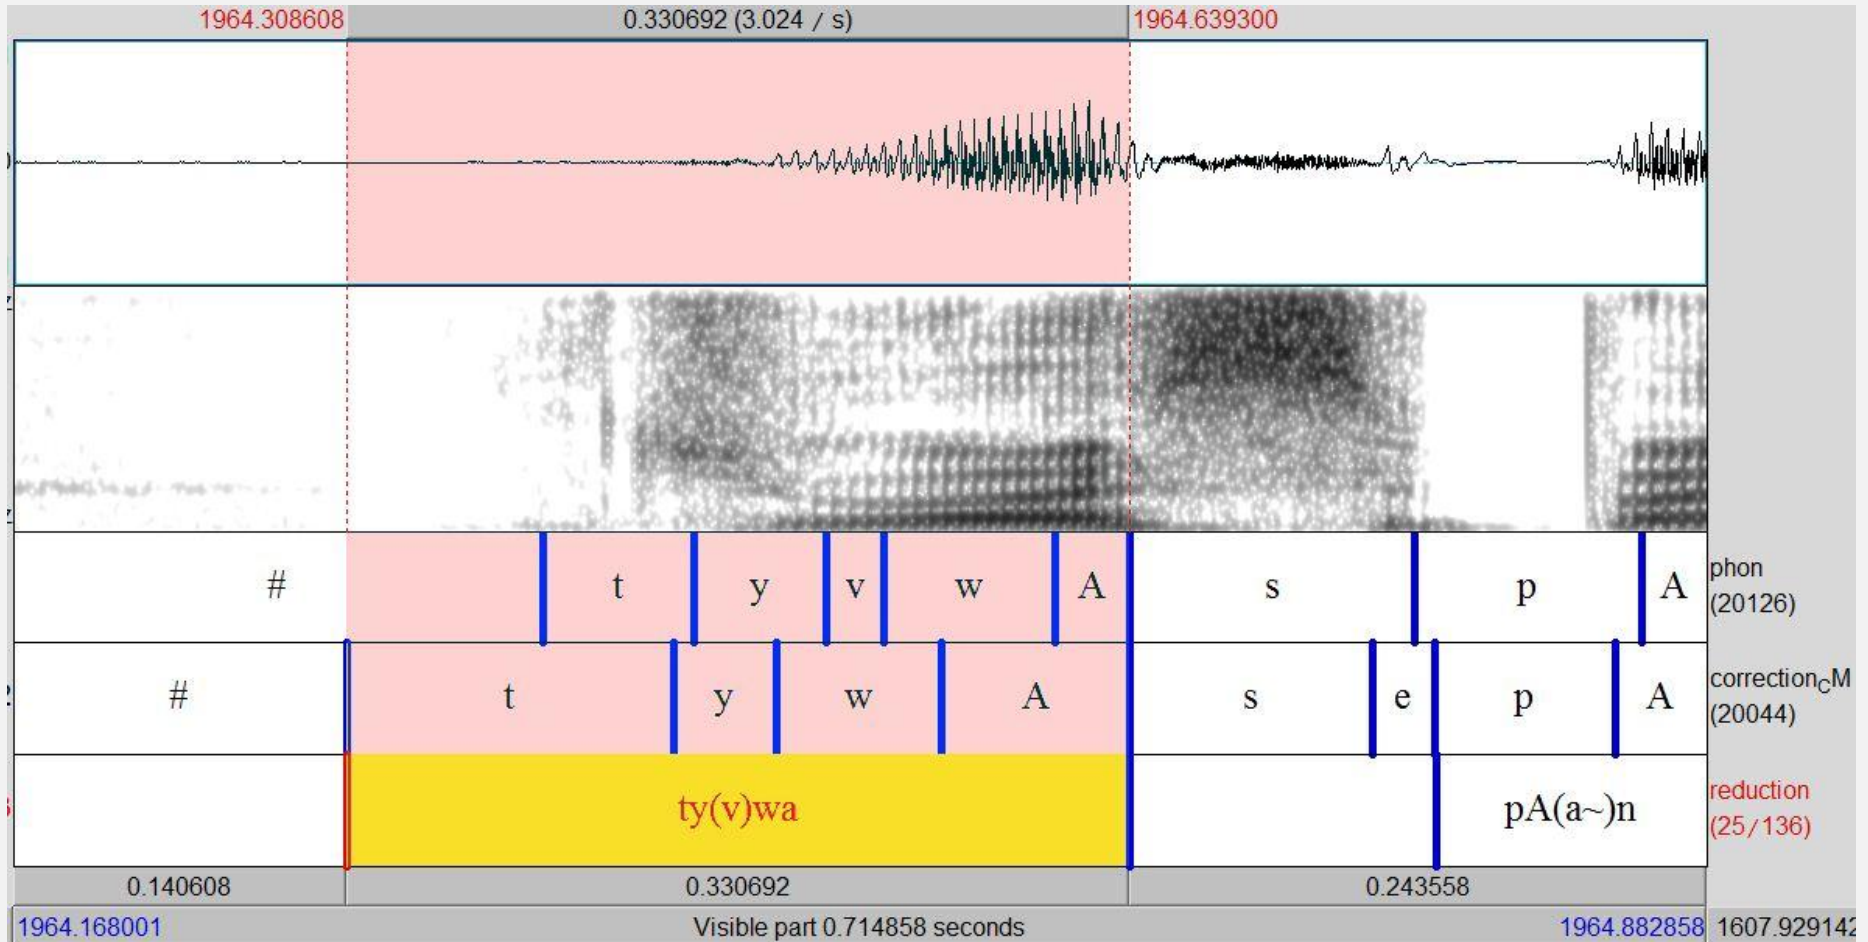 1964.308608 0.330692 (3.024 / s) 1964.639300
# t y v w A s p A phon
(20126)
# t y w A s e p A correctionCM
(20044)
ty(v)wa pA(a~)n reduction
(25/136)
0.140608 0.330692 0.243558
1964.168001 Visible part 0.714858 seconds 1964.882858 1607.929142